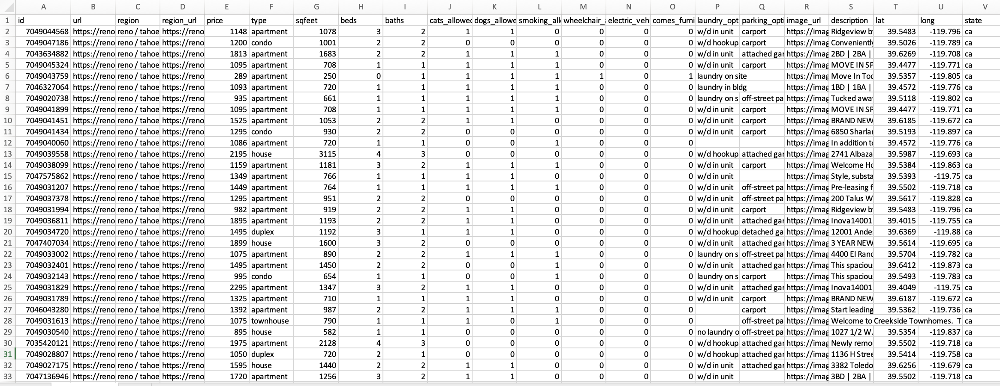 A B C D E F G H I J K L M N O P Q R S T U V
1 id url region region_url price type sqfeet beds baths cats_allowed dogs_allowe smoking_all wheelchair_ electric_vehi comes_furni laundry_opti parking_opti image_url description lat long state
2 7049044568 https://reno reno / tahoe https://reno 1148 apartment 1078 3 2 1 1 0 0 0 0 w/d in unit carport https://imag Ridgeview by 39.5483 -119.796 ca
3 7049047186 https://reno reno / tahoe https://reno 1200 condo 1001 2 2 0 0 0 0 0 0 w/d hookups carport https://imag Conveniently 39.5026 -119.789 ca
4 7043634882 https://reno reno / tahoe https://reno 1813 apartment 1683 2 2 1 1 1 0 0 0 w/d in unit attached gar https://imag 2BD | 2BA | 39.6269 -119.708 ca
5 7049045324 https://reno reno / tahoe https://reno 1095 apartment 708 1 1 1 1 1 0 0 0 w/d in unit carport https://imag MOVE IN SP 39.4477 -119.771 ca
6 7049043759 https://reno reno / tahoe https://reno 289 apartment 250 0 1 1 1 1 1 0 1 laundry on site https://imag Move In Tod 39.5357 -119.805 ca
7 7046327064 https://reno reno / tahoe https://reno 1093 apartment 720 1 1 1 1 1 0 0 0 laundry in bldg https://imag 1BD | 1BA | 39.4572 -119.776 ca
8 7049020738 https://reno reno / tahoe https://reno 935 apartment 661 1 1 1 1 1 0 0 0 laundry on si off-street pa https://imag Tucked away 39.5118 -119.802 ca
9 7049041899 https://reno reno / tahoe https://reno 1095 apartment 708 1 1 1 1 1 0 0 0 w/d in unit carport https://imag MOVE IN SP 39.4477 -119.771 ca
10 7049041451 https://reno reno / tahoe https://reno 1525 apartment 1053 2 2 1 1 0 0 0 0 w/d in unit carport https://imag BRAND NEW 39.6185 -119.672 ca
11 7049041434 https://reno reno / tahoe https://reno 1295 condo 930 2 2 0 0 0 0 0 0 w/d in unit carport https://imag 6850 Sharlan 39.5193 -119.897 ca
12 7049040060 https://reno reno / tahoe https://reno 1086 apartment 720 1 1 0 0 1 0 0 0 https://imag In addition to 39.4572 -119.776 ca
13 7049039558 https://reno reno / tahoe https://reno 2195 house 3115 4 3 0 0 0 0 0 0 w/d hookups attached gar https://imag 2741 Albaza 39.5987 -119.693 ca
14 7049038099 https://reno reno / tahoe https://reno 1159 apartment 1181 3 2 1 1 1 0 0 0 w/d in unit carport https://imag Welcome Ho 39.5384 -119.863 ca
15 7047575862 https://reno reno / tahoe https://reno 1349 apartment 766 1 1 1 1 0 0 0 0 w/d in unit https://imag Style, substa 39.5393 -119.75 ca
16 7049031207 https://reno reno / tahoe https://reno 1449 apartment 764 1 1 1 1 1 0 0 0 w/d in unit off-street pa https://imag Pre-leasing f 39.5502 -119.718 ca
17 7049037378 https://reno reno / tahoe https://reno 1295 apartment 951 2 2 0 0 0 0 0 0 w/d in unit off-street pa https://imag 200 Talus W 39.5617 -119.828 ca
18 7049031994 https://reno reno / tahoe https://reno 982 apartment 919 2 2 1 1 0 0 0 0 w/d in unit carport https://imag Ridgeview by 39.5483 -119.796 ca
19 7049036811 https://reno reno / tahoe https://reno 1895 apartment 1193 2 2 1 1 0 0 0 0 w/d in unit attached gar https://imag Inova14001 39.4015 -119.755 ca
20 7049034720 https://reno reno / tahoe https://reno 1495 duplex 1192 3 1 1 1 0 0 0 0 w/d hookups detached ga https://imag 12001 Andes 39.6369 -119.88 ca
21 7047407034 https://reno reno / tahoe https://reno 1899 house 1600 3 2 0 0 0 0 0 0 w/d in unit attached gar https://imag 3 YEAR NEW 39.5614 -119.695 ca
22 7049033002 https://reno reno / tahoe https://reno 1075 apartment 890 2 2 1 1 1 0 0 0 laundry on si off-street pa https://imag 4400 El Ranc 39.5704 -119.782 ca
23 7049032401 https://reno reno / tahoe https://reno 1495 apartment 1450 2 2 0 0 1 0 0 0 w/d in unit attached gar https://imag This spacious 39.6412 -119.873 ca
24 7049032143 https://reno reno / tahoe https://reno 995 condo 654 1 1 0 0 1 0 0 0 laundry on si carport https://imag This spacious 39.5493 -119.783 ca
25 7049031829 https://reno reno / tahoe https://reno 2295 apartment 1347 3 2 1 1 0 0 0 0 w/d in unit attached gar https://imag Inova14001 39.4049 -119.75 ca
26 7049031789 https://reno reno / tahoe https://reno 1325 apartment 710 1 1 1 1 0 0 0 0 w/d in unit carport https://imag BRAND NEW 39.6187 -119.672 ca
27 7046043280 https://reno reno / tahoe https://reno 1392 apartment 987 2 2 1 1 1 0 0 0 carport https://imag Start leading 39.5362 -119.736 ca
28 7049031613 https://reno reno / tahoe https://reno 1075 townhouse 790 1 1 1 0 1 0 0 0 off-street pa https://imag Welcome to Creekside Townhomes. Tl ca
29 7049030540 https://reno reno / tahoe https://reno 895 house 582 1 1 0 0 0 0 0 0 no laundry o off-street pa https://imag 1027 1/2 W. 39.5354 -119.837 ca
30 7035420121 https://reno reno / tahoe https://reno 1975 apartment 2128 4 3 0 0 0 0 0 0 w/d hookups attached gar https://imag Newly remo 39.5502 -119.718 ca
31 7049028807 https://reno reno / tahoe https://reno 1050 duplex 720 2 1 0 0 0 0 0 0 w/d hookups attached gar https://imag 1136 H Stree 39.5414 -119.758 ca
32 7049027175 https://reno reno / tahoe https://reno 1595 house 1440 2 2 1 1 0 0 0 0 w/d in unit attached gar https://imag 3382 Toledo 39.6256 -119.679 ca
33 7047136946 https://reno reno / tahoe https://reno 1720 apartment 1256 3 2 1 1 0 0 0 0 w/d in unit https://imag 3BD | 2BA | 39.5502 -119.718 ca